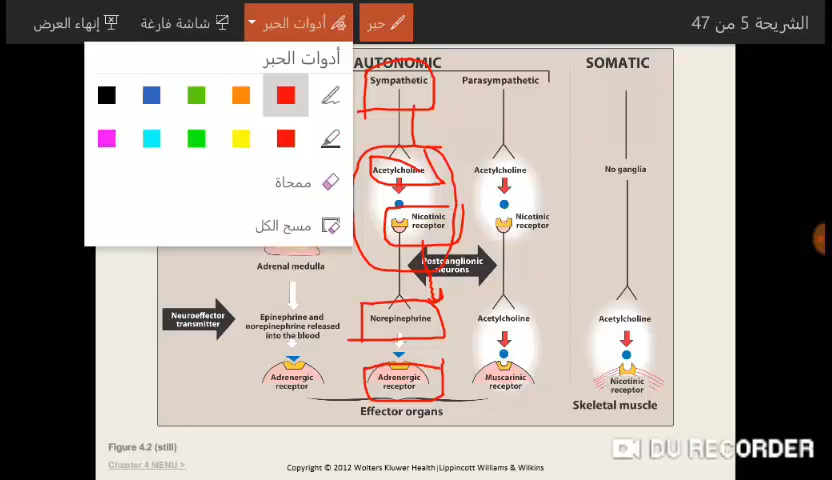 الشريحة 5 من 47
حبر
أدوات الحبر
شاشة فارغة
إنهاء العرض
أدوات الحبر
ممحاة
مسح الكل
AUTONOMIC
SOMATIC
Sympathetic
Parasympathetic
Acetylcholine
Acetylcholine
No ganglia
Nicotinic
receptor
Nicotinic
receptor
Adrenal medulla
Postganglionic
neurons
Neuroeffector
transmitter
Epinephrine and
norepinephrine released
into the blood
Norepinephrine
Acetylcholine
Acetylcholine
Adrenergic
receptor
Adrenergic
receptor
Muscarinic
receptor
Nicotinic
receptor
Effector organs
Skeletal muscle
Figure 4.2 (still)
Chapter 4 MENU >
Copyright © 2012 Wolters Kluwer Health|Lippincott Williams & Wilkins
DU RECORDER